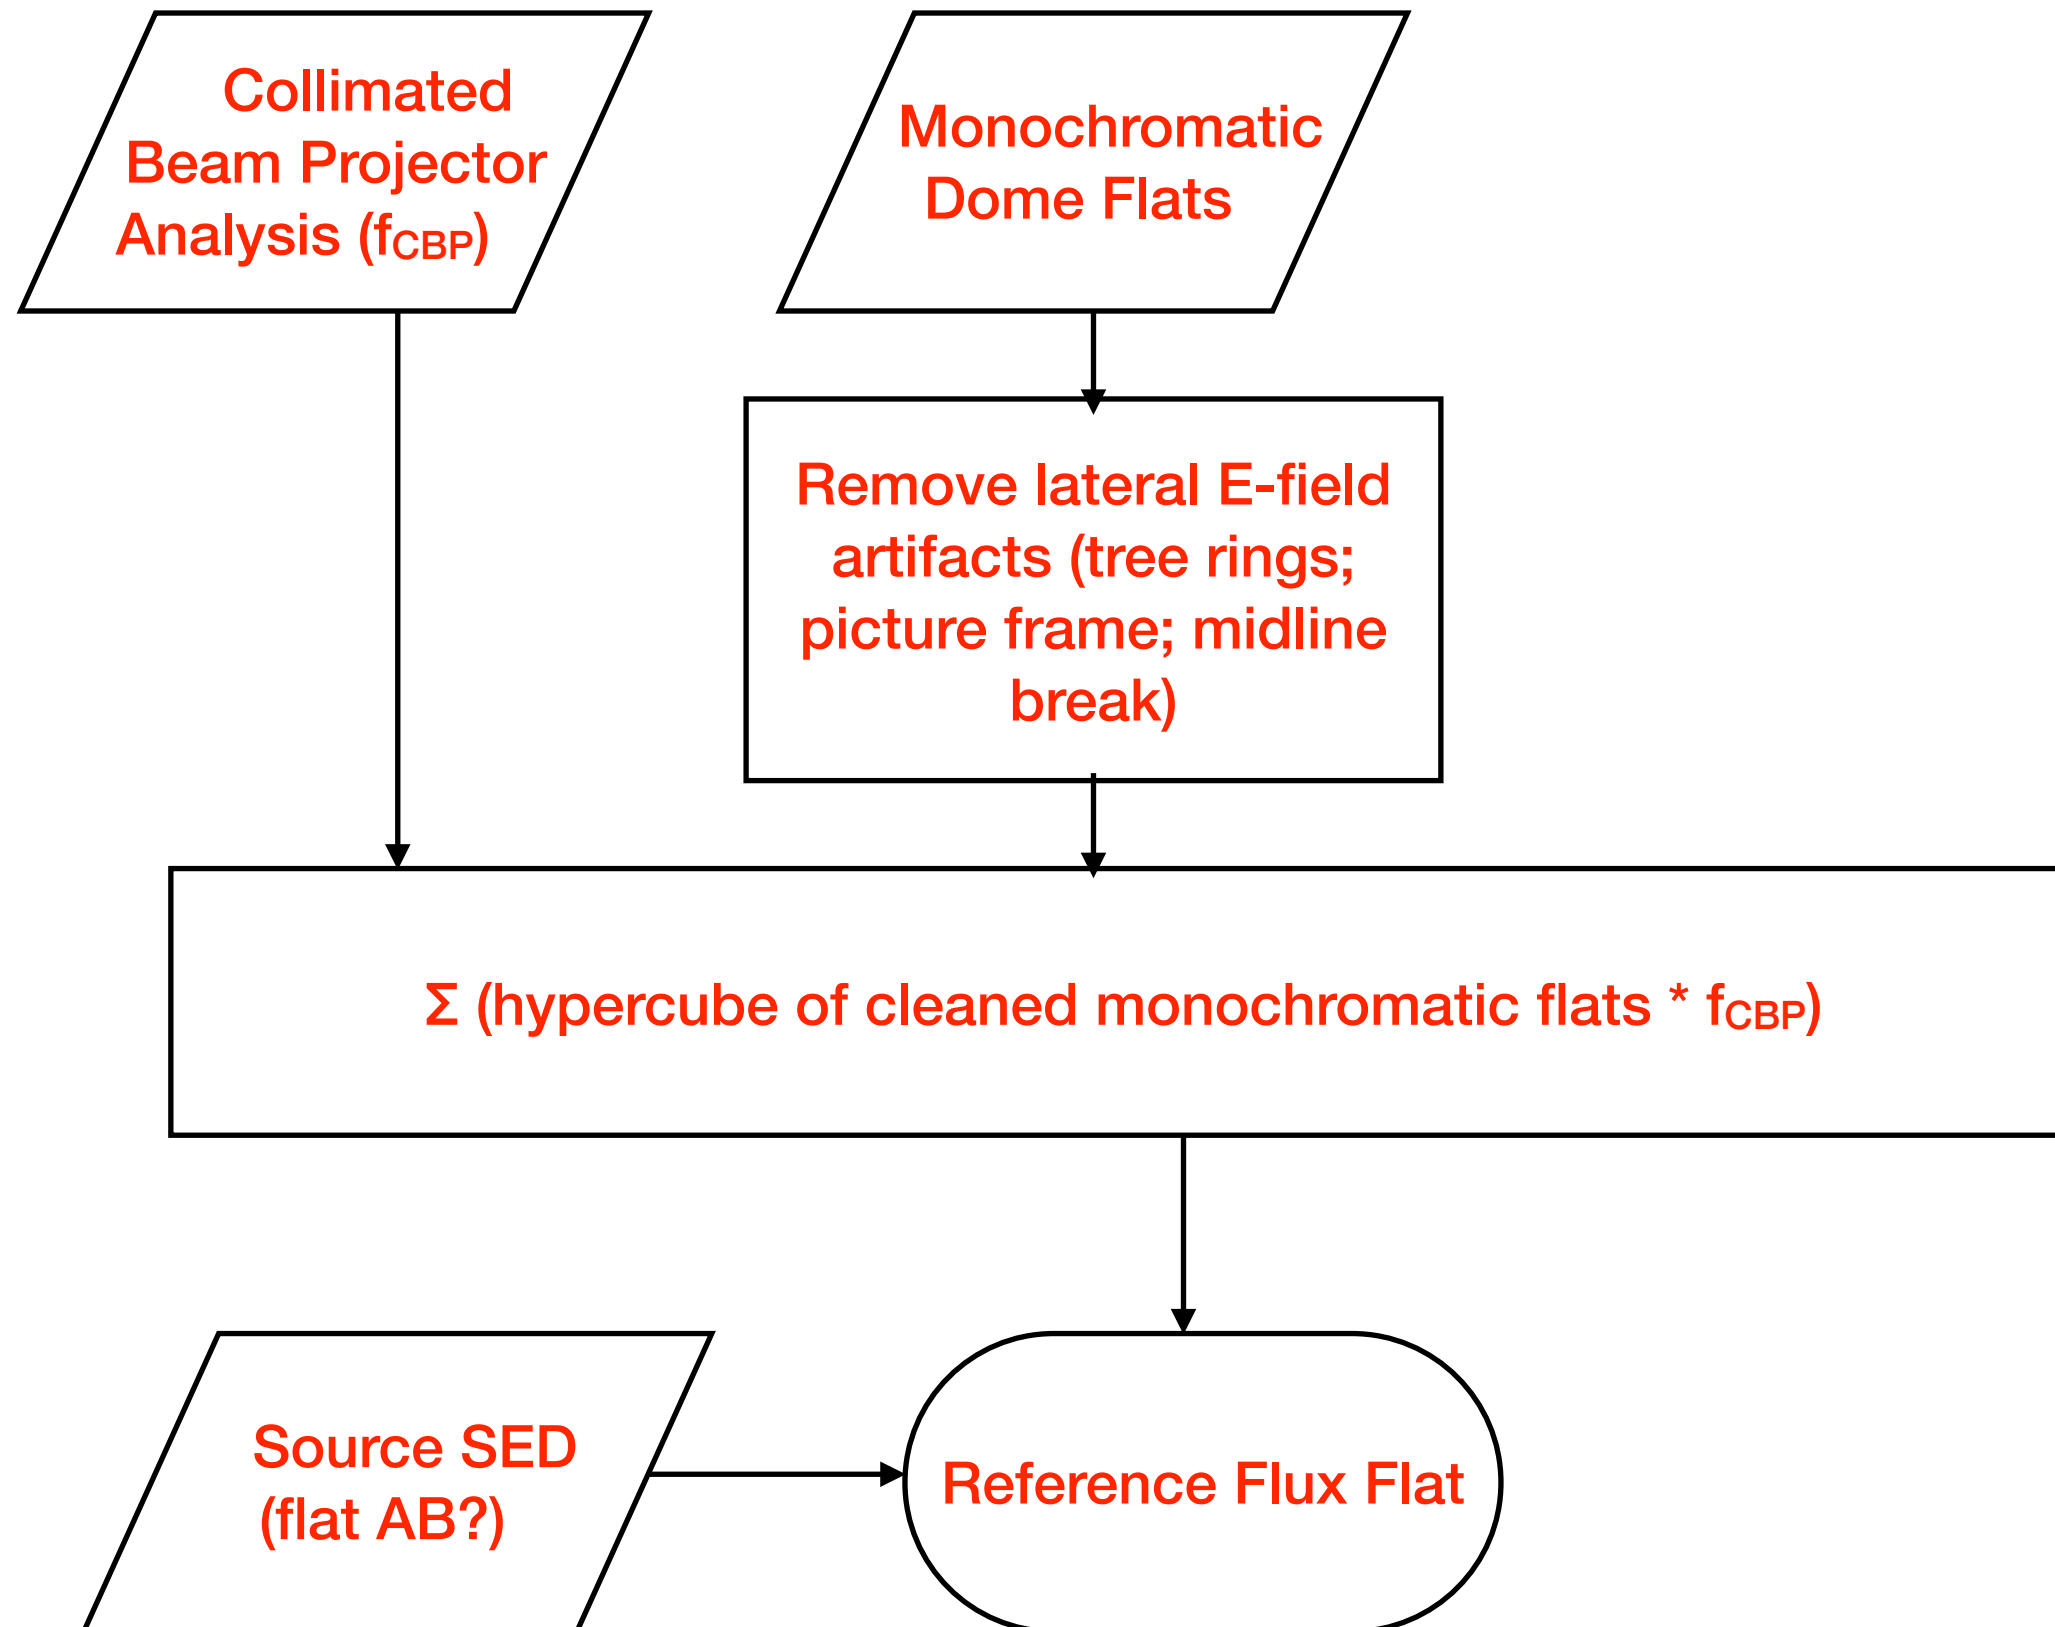 Collimated
Beam Projector
Analysis (fCBP)
Monochromatic
Dome Flats
Remove lateral E-field
artifacts (tree rings;
picture frame; midline
break)
Σ (hypercube of cleaned monochromatic flats * fCBP)
Source SED
(flat AB?)
Reference Flux Flat